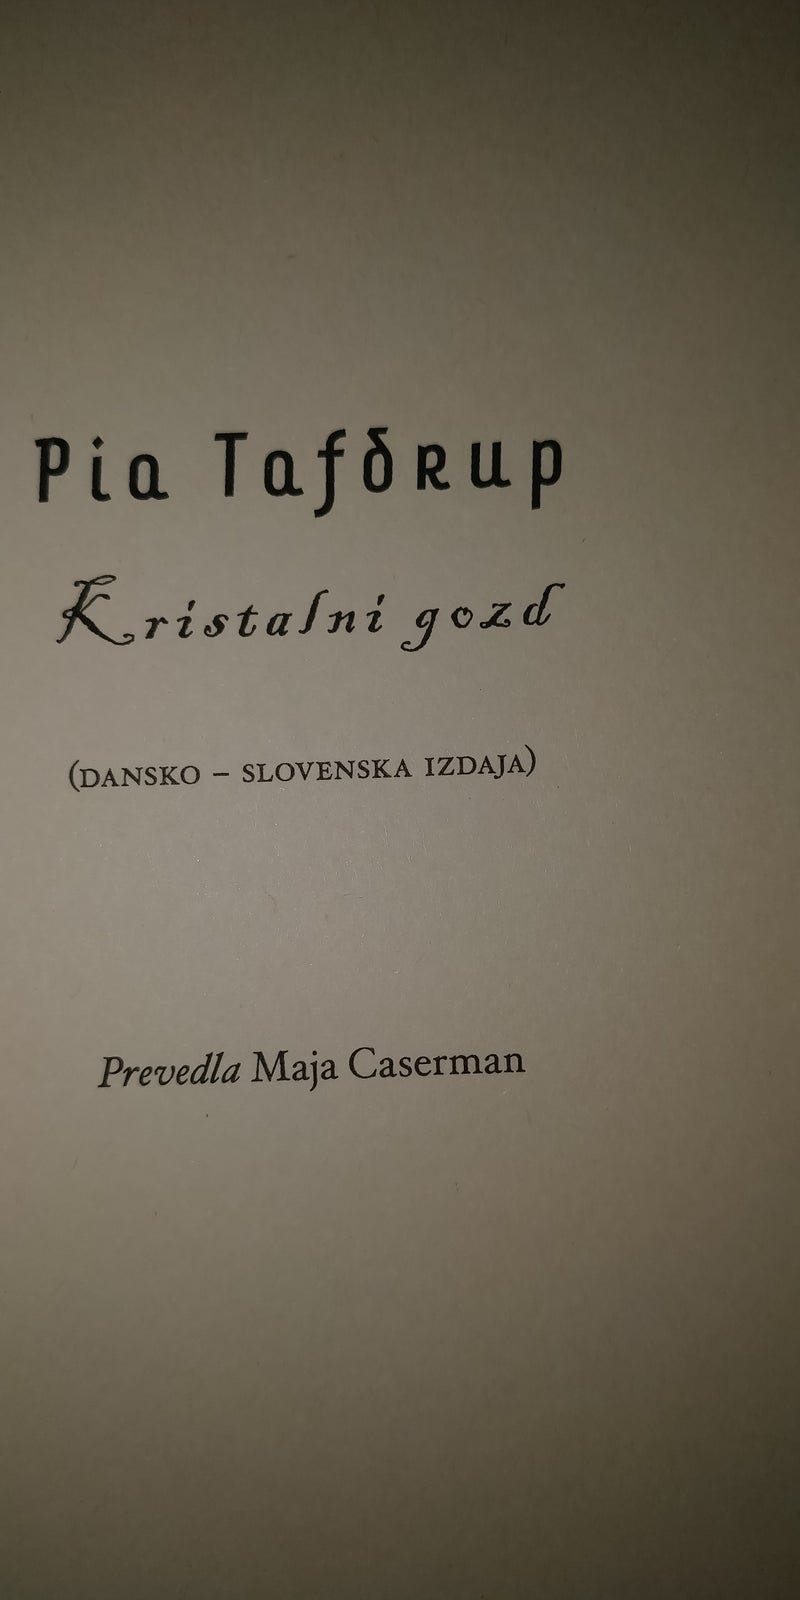 Pia Tafdrup
Kristalni gozd
(DANSKO – SLOVENSKA IZDAJA)
Prevedla Maja Caserman